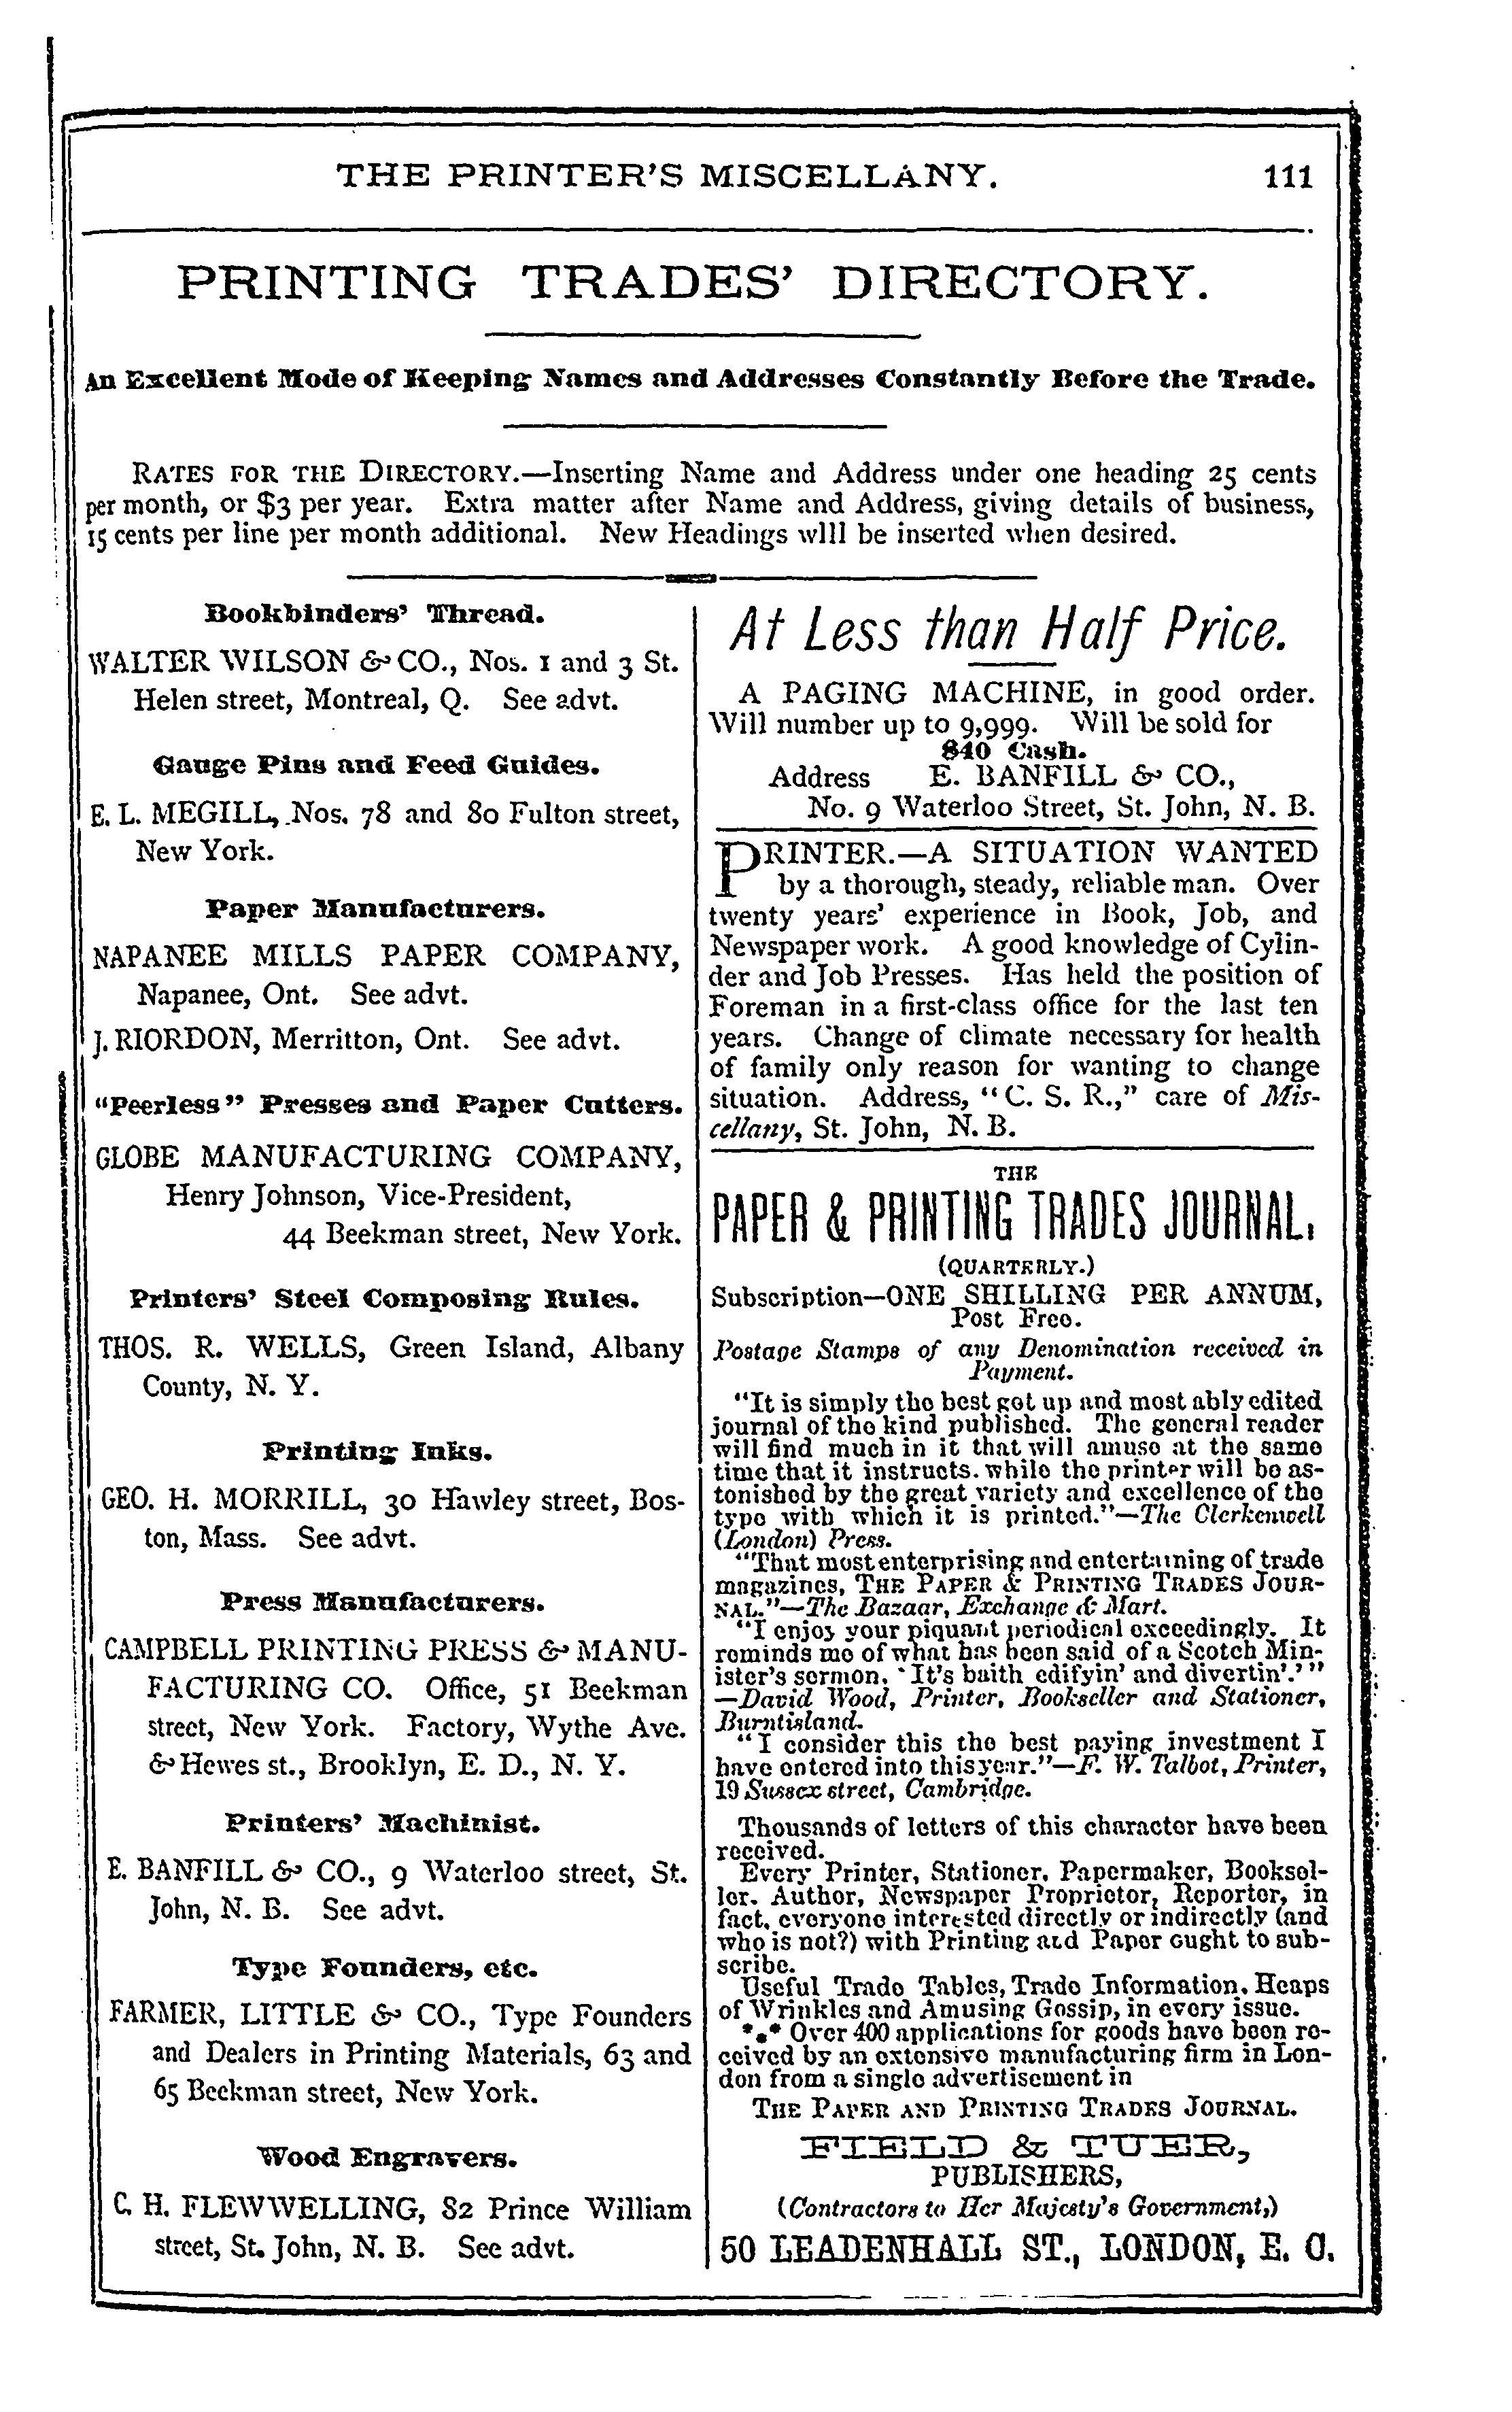 THE PRINTER'S MISCELLANY. 111
PRINTING TRADES' DIRECTORY.
An Excellent Mode of Keeping Names and Addresses Constantly Before the Trade.
RATES FOR THE DIRECTORY.—Inserting Name and Address under one heading 25 cents
per month, or $3 per year. Extra matter after Name and Address, giving details of business,
15 cents per line per month additional. New Headings wlll be inserted when desired.
Bookbinders' Thread.
WALTER WILSON & CO., Nos. 1 and 3 St.
Helen street, Montreal, Q. See advt.
Gauge Pins and Feed Guides.
E. L. MEGILL, Nos. 78 and 80 Fulton street,
New York.
Paper Manufacturers.
NAPANEE MILLS PAPER COMPANY,
Napanee, Ont. See advt.
J. RIORDON, Merritton, Ont. See advt.
"Peerless" Presses and Paper Cutters.
GLOBE MANUFACTURING COMPANY,
Henry Johnson, Vice-President,
44 Beekman street, New York.
Printers' Steel Composing Rules.
THOS. R. WELLS, Green Island, Albany
County, N. Y.
Printing Inks.
GEO. H. MORRILL, 30 Hawley street, Bos-
ton, Mass. See advt.
Press Manufacturers.
CAMPBELL PRINTING PRESS & MANU-
FACTURING CO. Office, 51 Beekman
street, New York. Factory, Wythe Ave.
& Hewes st., Brooklyn, E. D., N. Y.
Printers' Machinist.
E. BANFILL & CO., 9 Waterloo street, St.
John, N. B. See advt.
Type Founders, etc.
FARMER, LITTLE & CO., Type Founders
and Dealers in Printing Materials, 63 and
65 Beekman street, New York.
Wood Engravers.
C. H. FLEWWELLING, 82 Prince William
street, St. John, N. B. See advt.
At Less than Half Price.
A PAGING MACHINE, in good order.
Will number up to 9,999. Will be sold for
$40 Cash.
Address E. BANFILL & CO.,
No. 9 Waterloo Street, St. John, N. B.
PRINTER.—A SITUATION WANTED
by a thorough, steady, reliable man. Over
twenty years' experience in Book, Job, and
Newspaper work. A good knowledge of Cylin-
der and Job Presses. Has held the position of
Foreman in a first-class office for the last ten
years. Change of climate necessary for health
of family only reason for wanting to change
situation. Address, "C. S. R.," care of Mis-
cellany, St. John, N. B.
THE
PAPER & PRINTING TRADES JOURNAL,
(QUARTERLY.)
Subscription—ONE SHILLING PER ANNUM,
Post Free.
Postage Stamps of any Denomination received in
Payment.
"It is simply the best got up and most ably edited
journal of the kind published. The general reader
will find much in it that will amuse at the same
time that it instructs. while the printer will be as-
tonished by the great variety and excellence of the
type with which it is printed."—The Clerkenwell
(London) Press.
"That most enterprising and entertaining of trade
magazines, THE PAPER & PRINTING TRADES JOUR-
NAL."—The Bazaar, Exchange & Mart.
"I enjoy your piquant periodical exceedingly. It
reminds me of what has been said of a Scotch Min-
ister's sermon, 'It's baith edifyin' and divertin'.'"
—David Wood, Printer, Bookseller and Stationer,
Burntisland.
"I consider this the best paying investment I
have entered into this year."—F. W. Talbot, Printer,
19 Sussex street, Cambridge.
Thousands of letters of this character have been
received.
Every Printer, Stationer, Papermaker, Booksel-
ler. Author, Newspaper Proprietor, Reporter, in
fact, everyone interested directly or indirectly (and
who is not?) with Printing and Paper ought to sub-
scribe.
Useful Trade Tables, Trade Information, Heaps
of Wrinkles and Amusing Gossip, in every issue.
*** Over 400 applications for goods have been re-
ceived by an extensive manufacturing firm in Lon-
don from a single advertisement in
THE PAPER AND PRINTING TRADES JOURNAL.
FIELD & TUER,
PUBLISHERS,
(Contractors to Her Majesty's Government,)
50 LEADENHALL ST., LONDON, E. C.